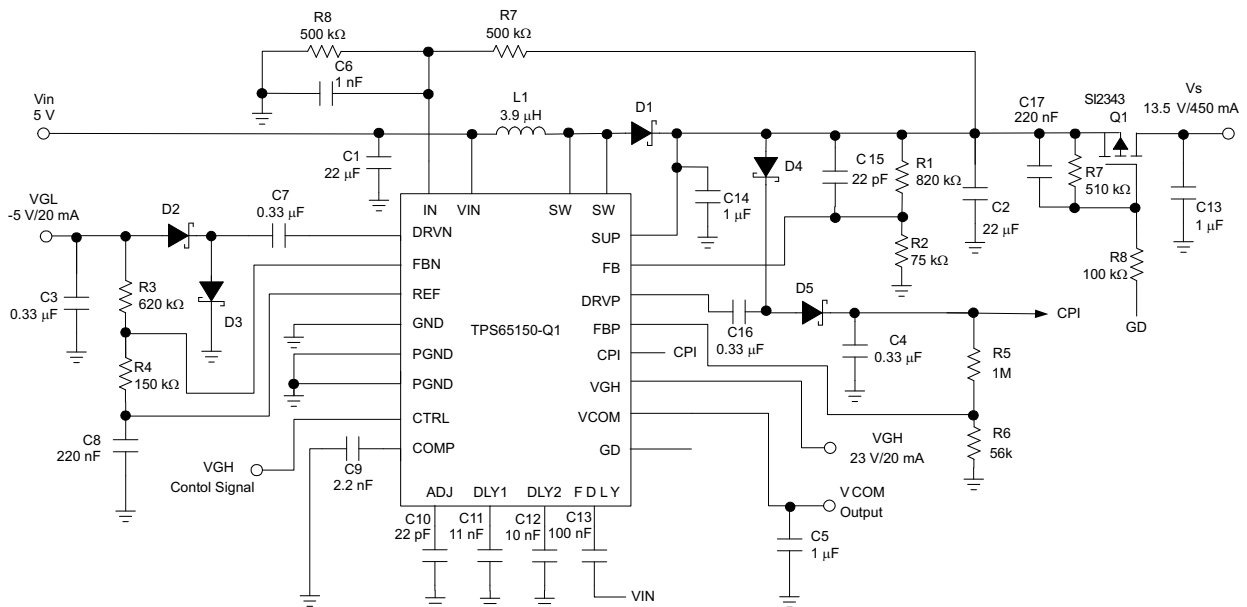 R8
500 kΩ
R7
500 kΩ
C6
1 nF
Vin
5 V
L1
3.9 μH
D1
C17
220 nF
SI2343
Q1
Vs
13.5 V/450 mA
C1
22 μF
D4
C15
22 pF
R1
820 kΩ
R7
510 kΩ
C14
1 μF
C2
22 μF
C13
1 μF
VGL
-5 V/20 mA
D2
C7
0.33 μF
IN
VIN
SW
SW
DRVN
SUP
R2
75 kΩ
R8
100 kΩ
FBN
FB
C3
0.33 μF
R3
620 kΩ
D3
REF
DRVP
D5
CPI
GD
GND
TPS65150-Q1
FBP
C16
0.33 μF
C4
0.33 μF
R5
1M
PGND
CPI
CPI
R4
150 kΩ
PGND
VGH
CTRL
VCOM
C8
220 nF
COMP
GD
VGH
23 V/20 mA
R6
56k
VGH
Contol Signal
C9
2.2 nF
ADJ
DLY1
DLY2
FDLY
VCOM
Output
C10
22 pF
C11
11 nF
C12
10 nF
C13
100 nF
C5
1 μF
VIN